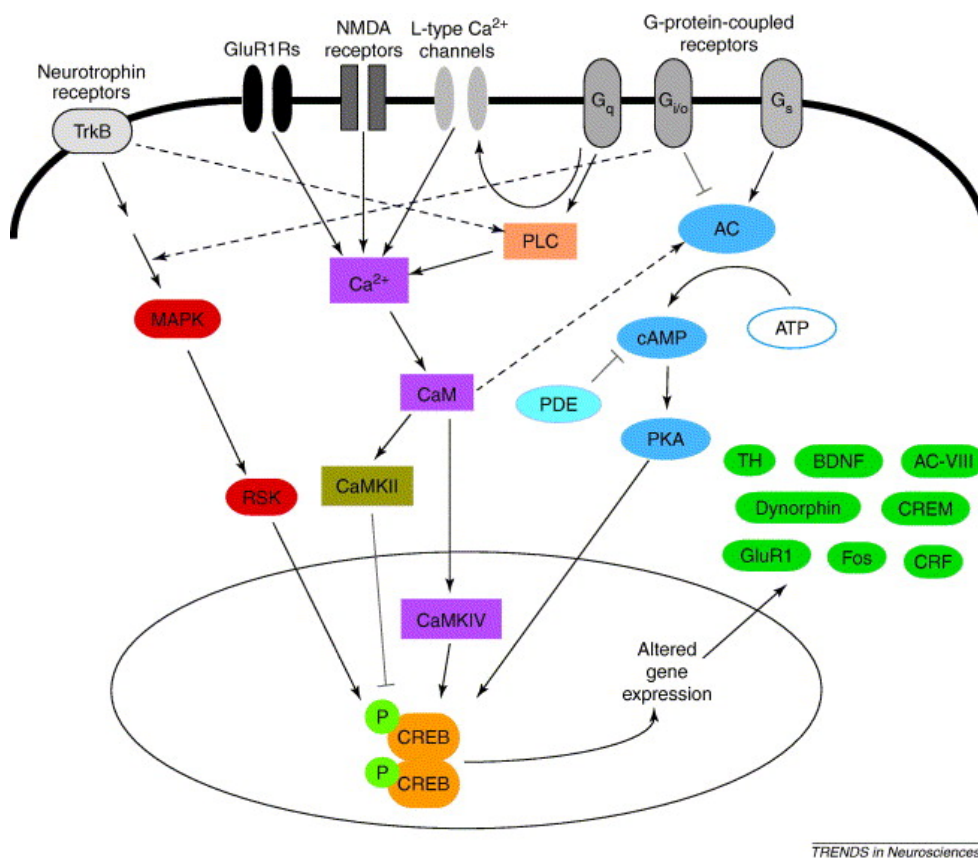 Neurotrophin
receptors
GluR1Rs
NMDA
receptors
L-type Ca²⁺
channels
G-protein-coupled
receptors
TrkB
Gq
Gi/o
Gs
PLC
AC
Ca²⁺
MAPK
cAMP
ATP
CaM
PDE
PKA
RSK
CaMKII
TH
BDNF
AC-VIII
Dynorphin
CREM
GluR1
Fos
CRF
CaMKIV
Altered
gene
expression
P
CREB
P
CREB
TRENDS in Neurosciences